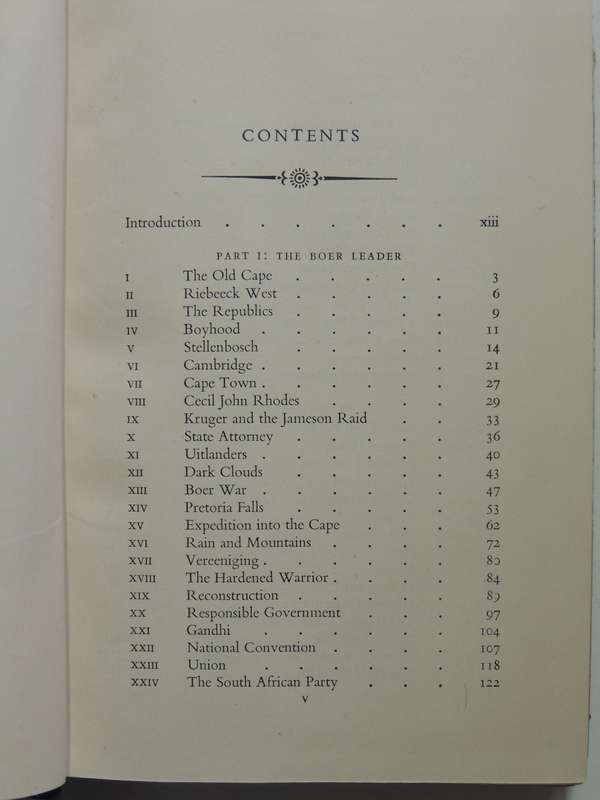 CONTENTS
Introduction . . . . . . . xiii
PART I: THE BOER LEADER
I The Old Cape . . . . . 3
II Riebeeck West . . . . . 6
III The Republics . . . . . 9
IV Boyhood . . . . . . 11
V Stellenbosch . . . . . 14
VI Cambridge . . . . . . 21
VII Cape Town . . . . . . 27
VIII Cecil John Rhodes . . . . 29
IX Kruger and the Jameson Raid . . 33
X State Attorney . . . . . 36
XI Uitlanders . . . . . . 40
XII Dark Clouds . . . . . 43
XIII Boer War . . . . . . 47
XIV Pretoria Falls . . . . . 53
XV Expedition into the Cape . . . 62
XVI Rain and Mountains . . . . 72
XVII Vereeniging . . . . . . 80
XVIII The Hardened Warrior . . . . 84
XIX Reconstruction . . . . . 89
XX Responsible Government . . . 97
XXI Gandhi . . . . . . 104
XXII National Convention . . . . 107
XXIII Union . . . . . . 118
XXIV The South African Party . . . 122
v